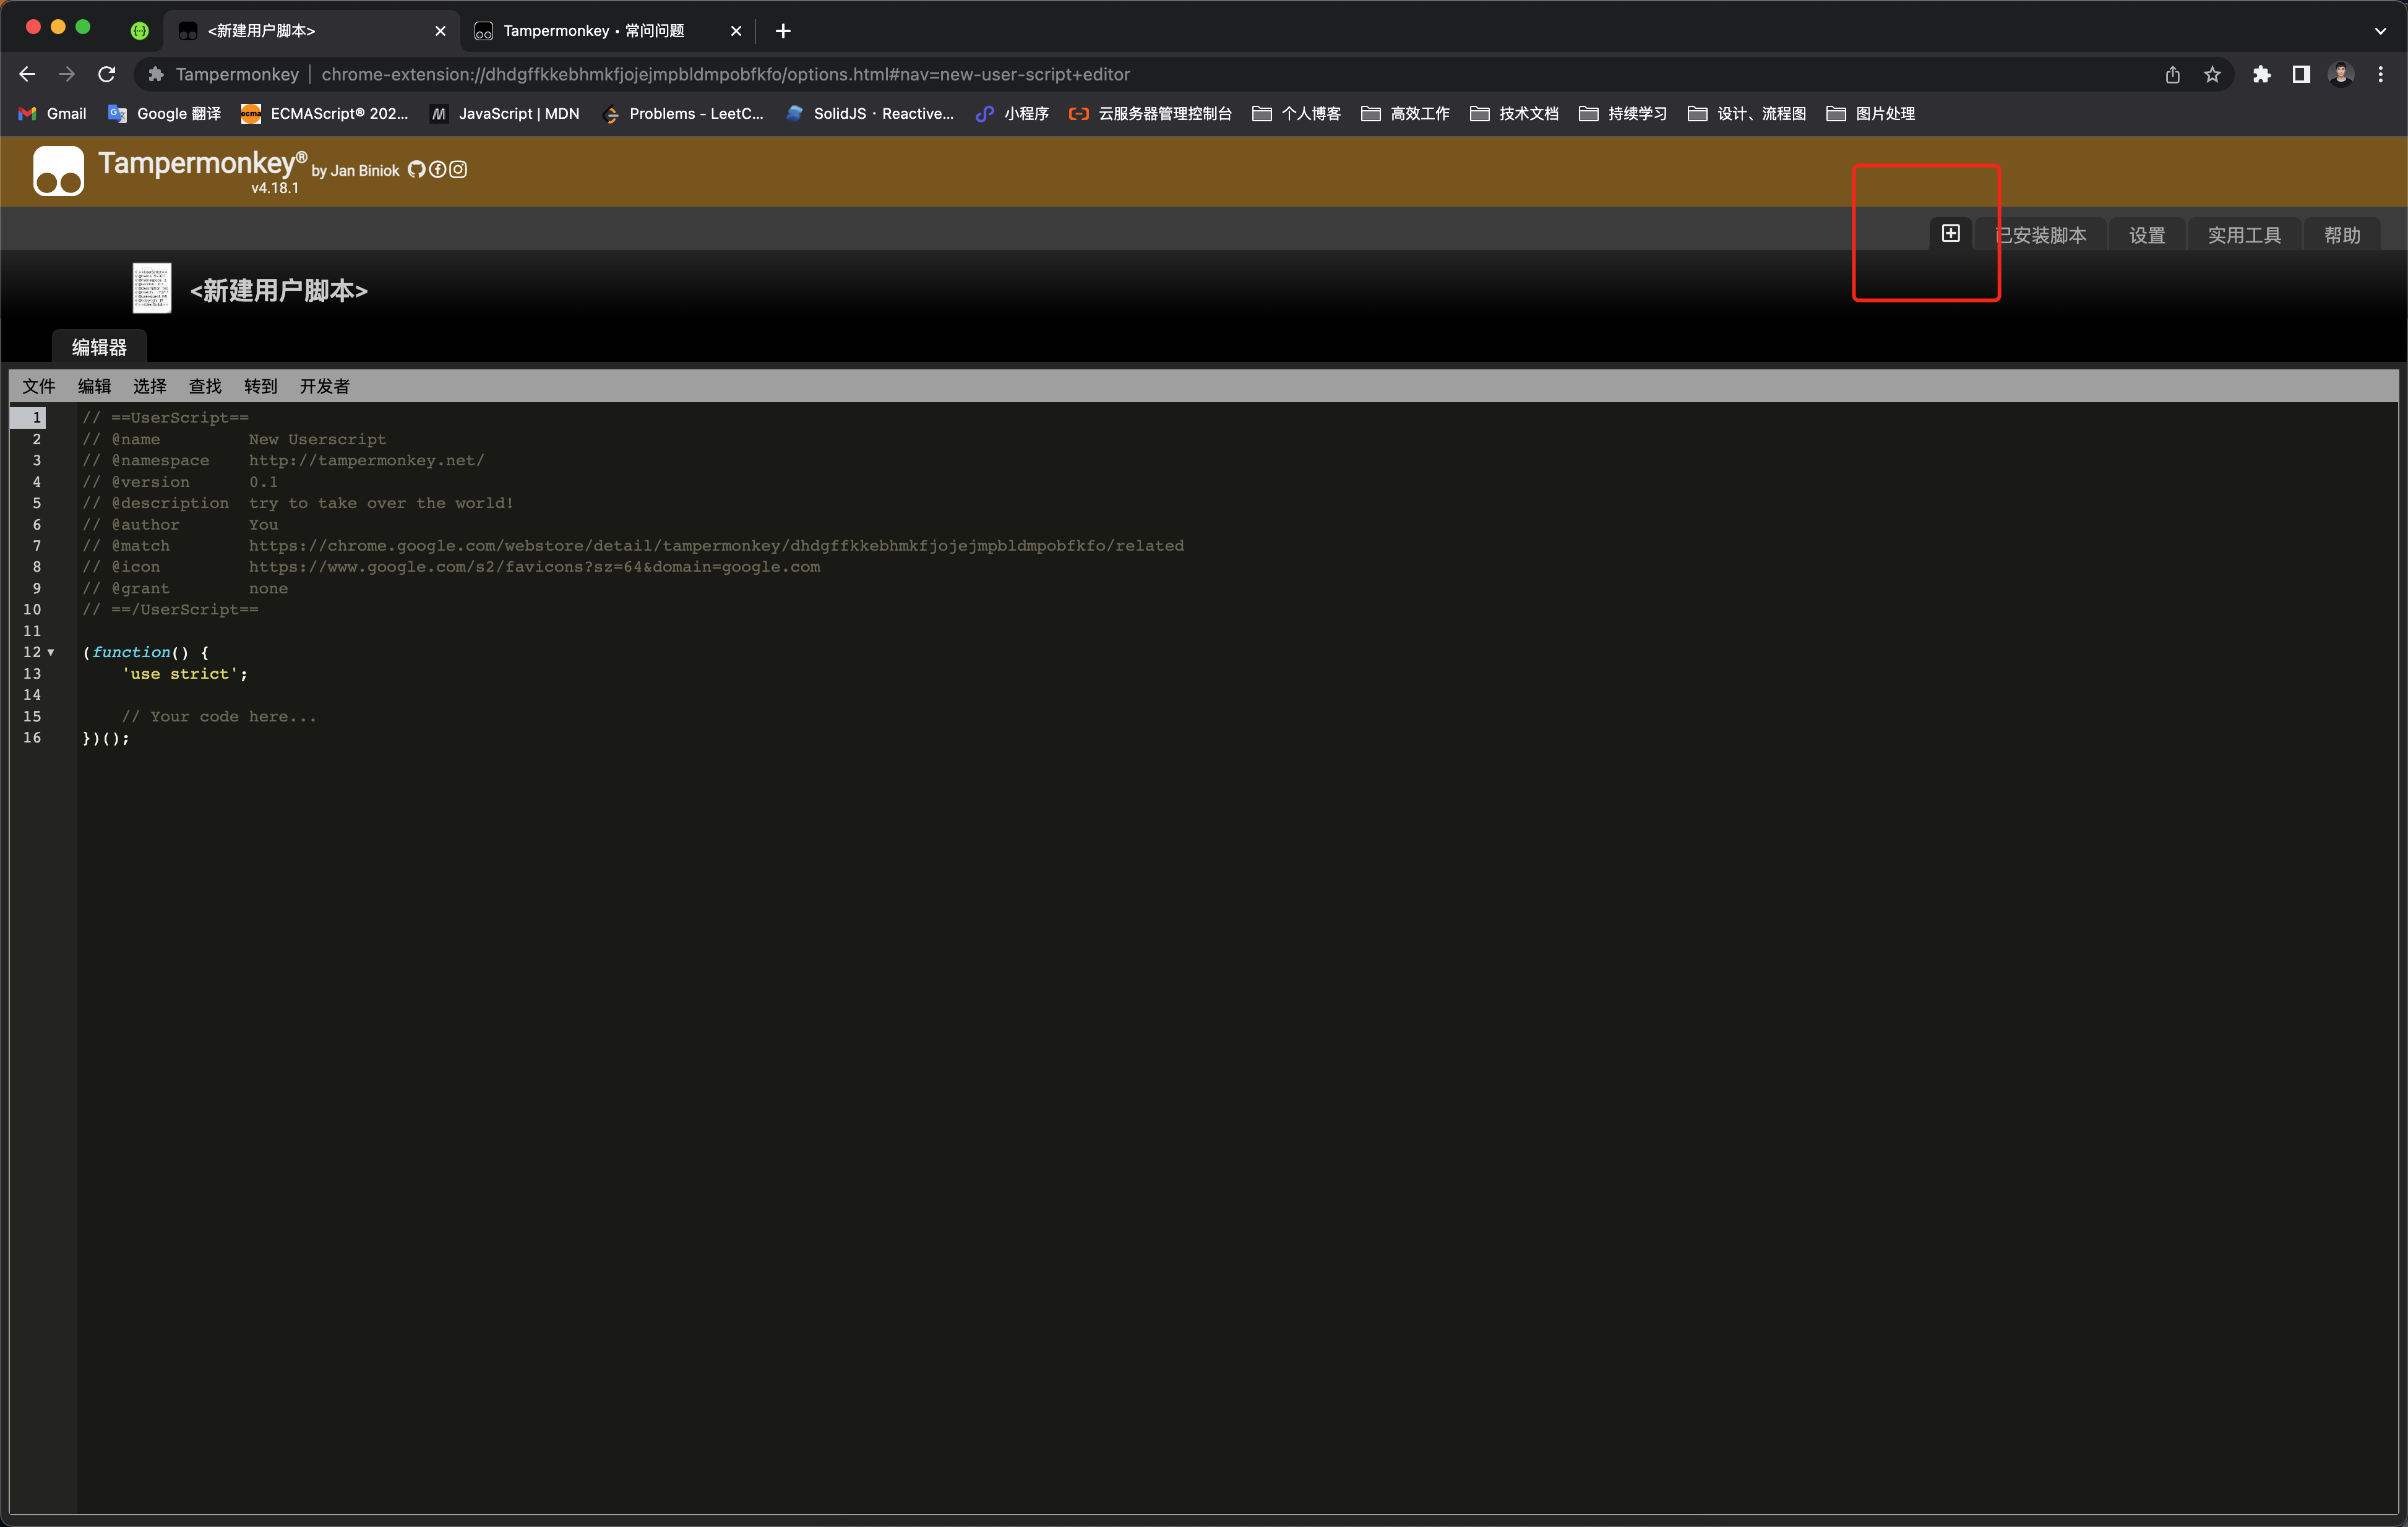 <新建用户脚本>
Tampermonkey • 常问问题
Tampermonkey | chrome-extension://dhdgffkkebhmkfjojejmpbldmpobfkfo/options.html#nav=new-user-script+editor
Gmail
Google 翻译
ECMAScript® 202...
JavaScript | MDN
Problems - LeetC...
SolidJS · Reactive...
小程序
云服务器管理控制台
个人博客
高效工作
技术文档
持续学习
设计、流程图
图片处理
Tampermonkey® by Jan Biniok
v4.18.1
已安装脚本
设置
实用工具
帮助
<新建用户脚本>
编辑器
文件 编辑 选择 查找 转到 开发者
1 // ==UserScript==
2 // @name         New Userscript
3 // @namespace    http://tampermonkey.net/
4 // @version      0.1
5 // @description  try to take over the world!
6 // @author       You
7 // @match        https://chrome.google.com/webstore/detail/tampermonkey/dhdgffkkebhmkfjojejmpbldmpobfkfo/related
8 // @icon         https://www.google.com/s2/favicons?sz=64&domain=google.com
9 // @grant        none
10 // ==/UserScript==
11
12 (function() {
13     'use strict';
14
15     // Your code here...
16 })();